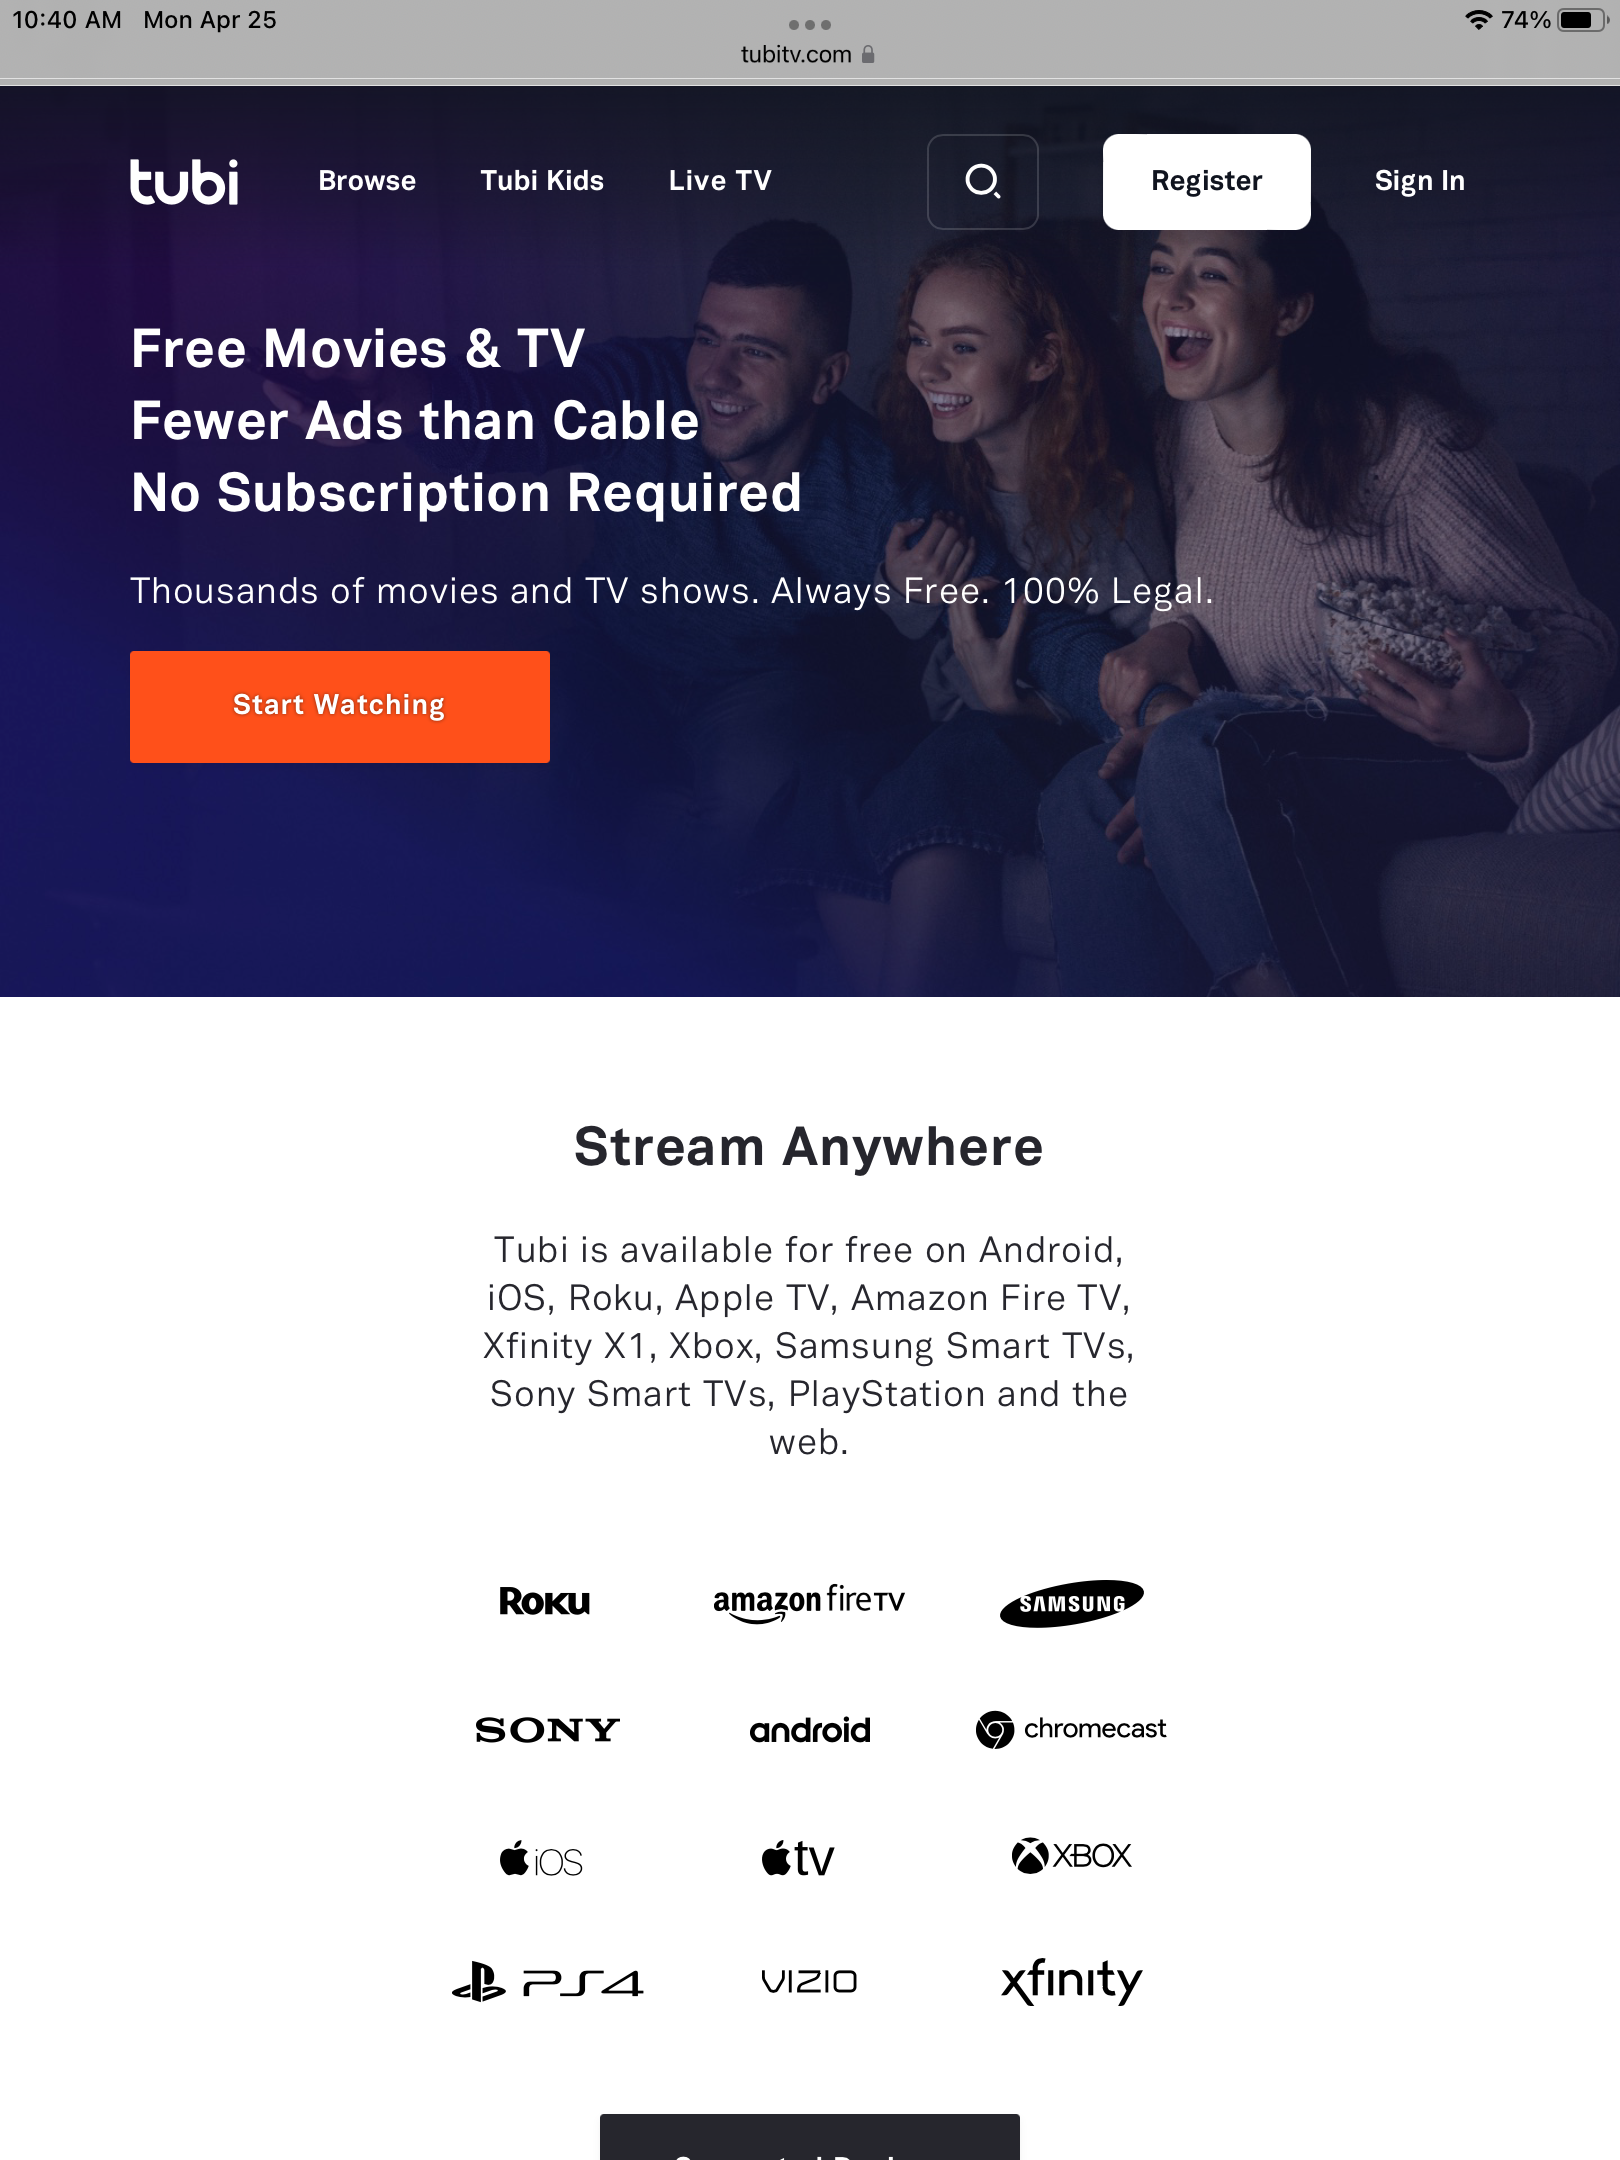 10:40 AM Mon Apr 25
74%
tubitv.com
tubi Browse Tubi Kids Live TV Register Sign In
Free Movies & TV
Fewer Ads than Cable
No Subscription Required
Thousands of movies and TV shows. Always Free. 100% Legal.
Start Watching
Stream Anywhere
Tubi is available for free on Android,
iOS, Roku, Apple TV, Amazon Fire TV,
Xfinity X1, Xbox, Samsung Smart TVs,
Sony Smart TVs, PlayStation and the
web.
ROKU amazon fireTV SAMSUNG
SONY android chromecast
iOS tv XBOX
PS4 VIZIO xfinity